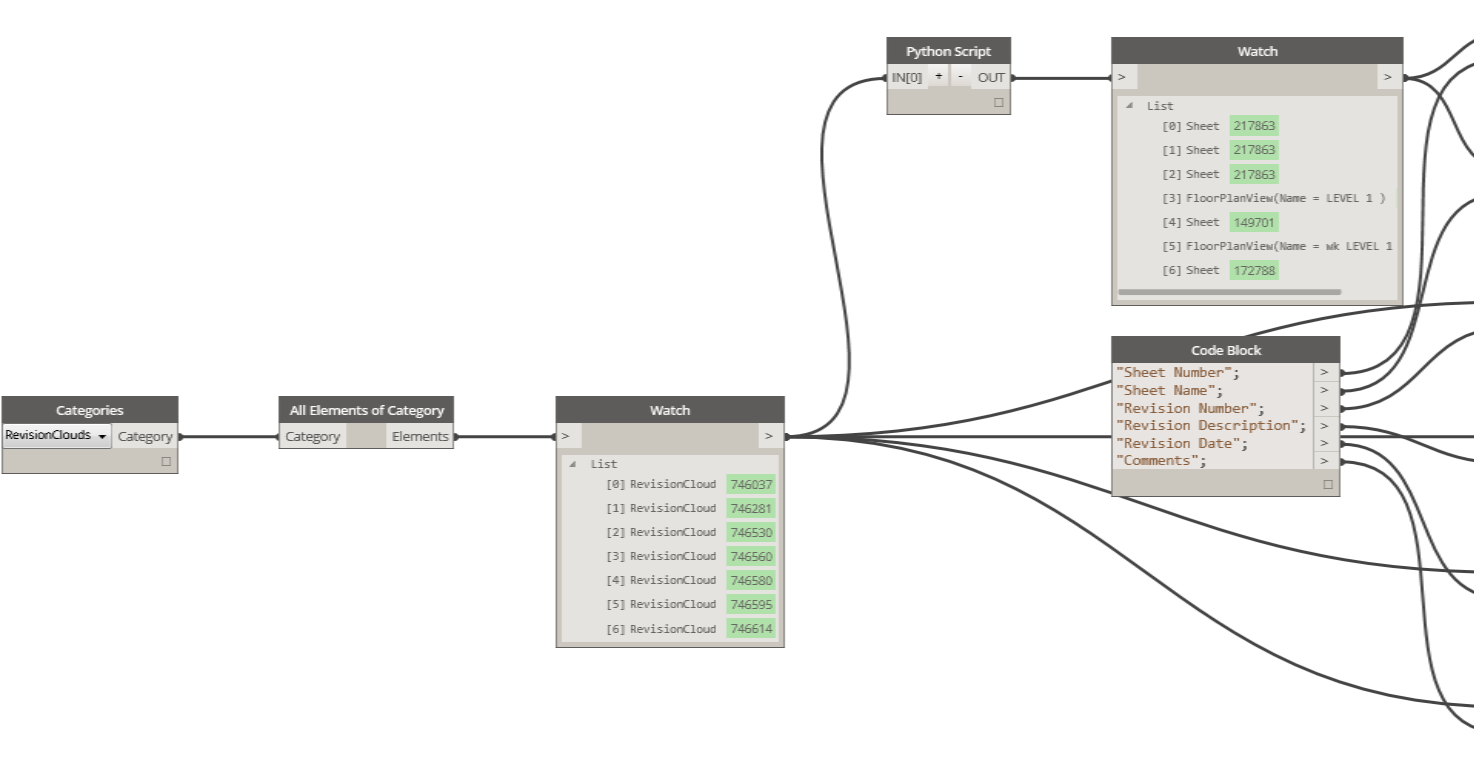 Python Script
IN[0] + - OUT
Watch
> >
List
[0] Sheet 217863
[1] Sheet 217863
[2] Sheet 217863
[3] FloorPlanView(Name = LEVEL 1 )
[4] Sheet 149701
[5] FloorPlanView(Name = wk LEVEL 1
[6] Sheet 172788
Code Block
"Sheet Number"; >
"Sheet Name"; >
"Revision Number"; >
"Revision Description"; >
"Revision Date"; >
"Comments"; >
Categories
RevisionClouds Category
All Elements of Category
Category Elements
Watch
> >
List
[0] RevisionCloud 746037
[1] RevisionCloud 746281
[2] RevisionCloud 746530
[3] RevisionCloud 746560
[4] RevisionCloud 746580
[5] RevisionCloud 746595
[6] RevisionCloud 746614